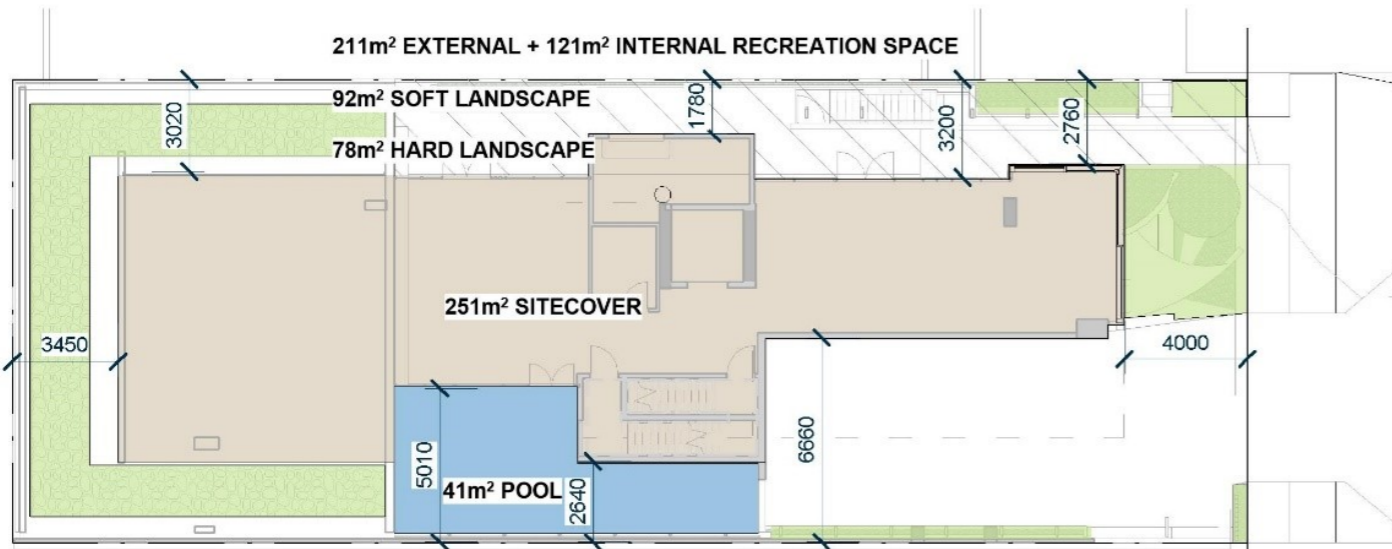 211m² EXTERNAL + 121m² INTERNAL RECREATION SPACE
92m² SOFT LANDSCAPE
3020
1780
3200
2760
78m² HARD LANDSCAPE
251m² SITECOVER
3450
4000
5010
41m² POOL
2640
6660